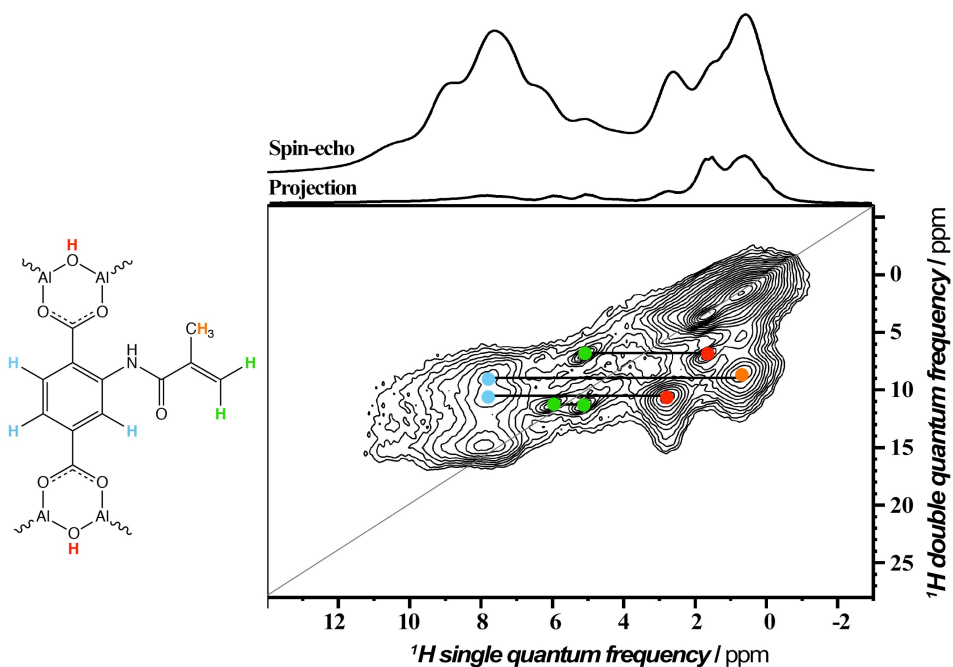 Spin-echo
Projection
0
5
10
15
20
25
12
10
8
6
4
2
0
-2
¹H single quantum frequency / ppm
¹H double quantum frequency / ppm
H
O
Al
Al
O
O
H
CH₃
H
NH
H
H
H
O
H
O
O
Al
Al
O
H